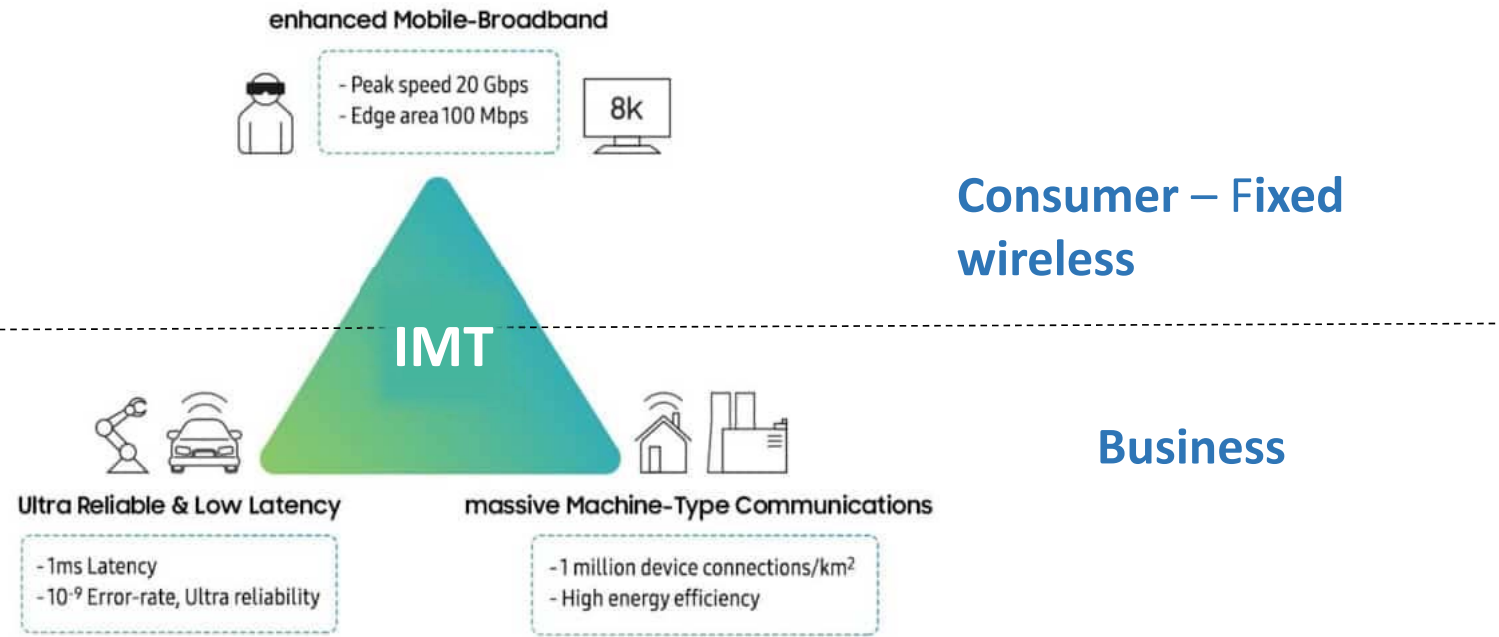 enhanced Mobile-Broadband
- Peak speed 20 Gbps
- Edge area 100 Mbps
8k
Consumer – Fixed
wireless
IMT
Business
Ultra Reliable & Low Latency
- 1ms Latency
- 10⁻⁹ Error-rate, Ultra reliability
massive Machine-Type Communications
- 1 million device connections/km²
- High energy efficiency